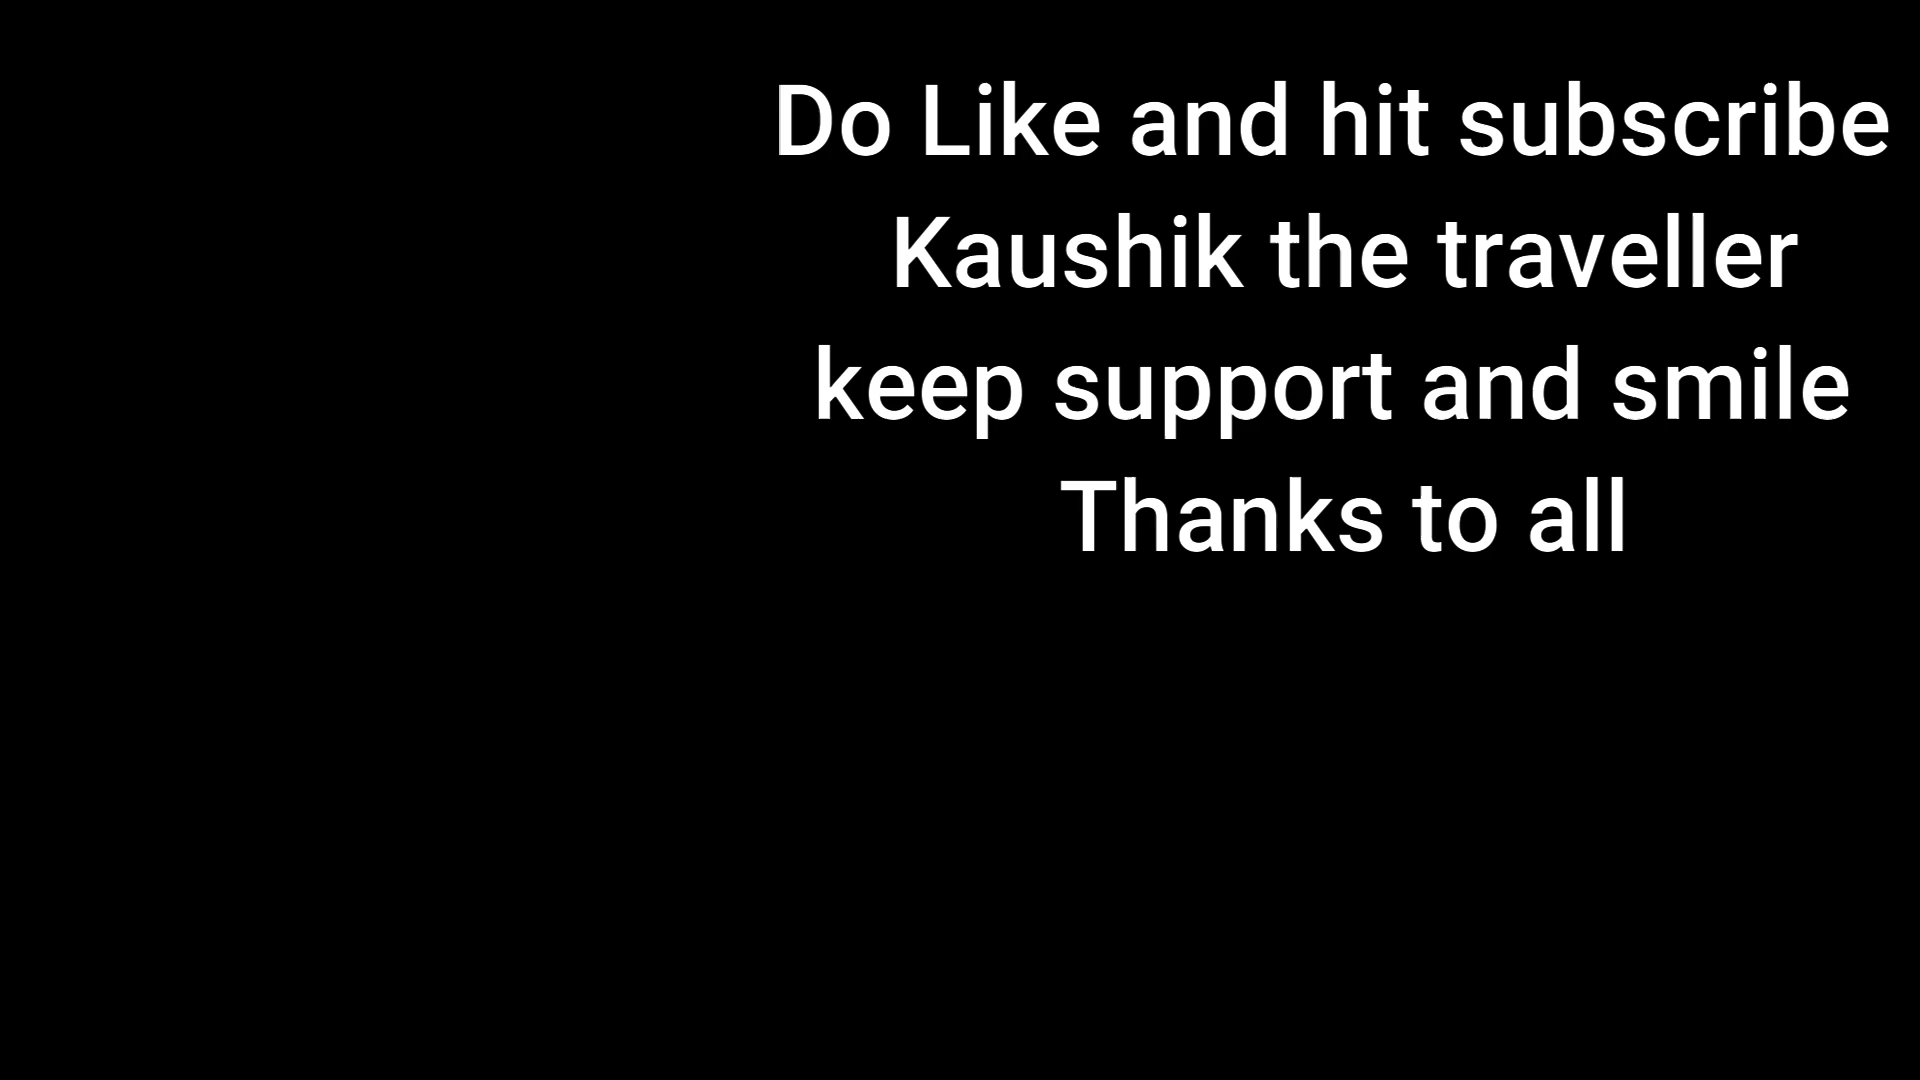 Do Like and hit subscribe
Kaushik the traveller
keep support and smile
Thanks to all